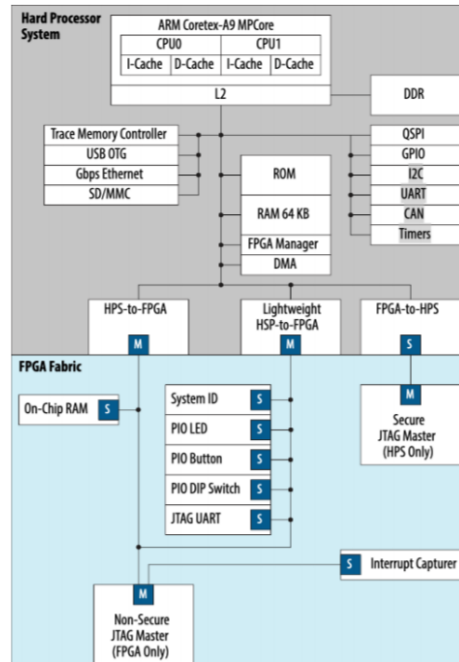 Hard Processor
System
ARM Coretex-A9 MPCore
CPU0 CPU1
I-Cache D-Cache I-Cache D-Cache
L2
DDR
Trace Memory Controller
USB OTG
Gbps Ethernet
SD/MMC
ROM
RAM 64 KB
FPGA Manager
DMA
QSPI
GPIO
I2C
UART
CAN
Timers
HPS-to-FPGA
M
Lightweight
HSP-to-FPGA
M
FPGA-to-HPS
S
FPGA Fabric
On-Chip RAM S
System ID S
PIO LED S
PIO Button S
PIO DIP Switch S
JTAG UART S
M
Secure
JTAG Master
(HPS Only)
S Interrupt Capturer
M
Non-Secure
JTAG Master
(FPGA Only)